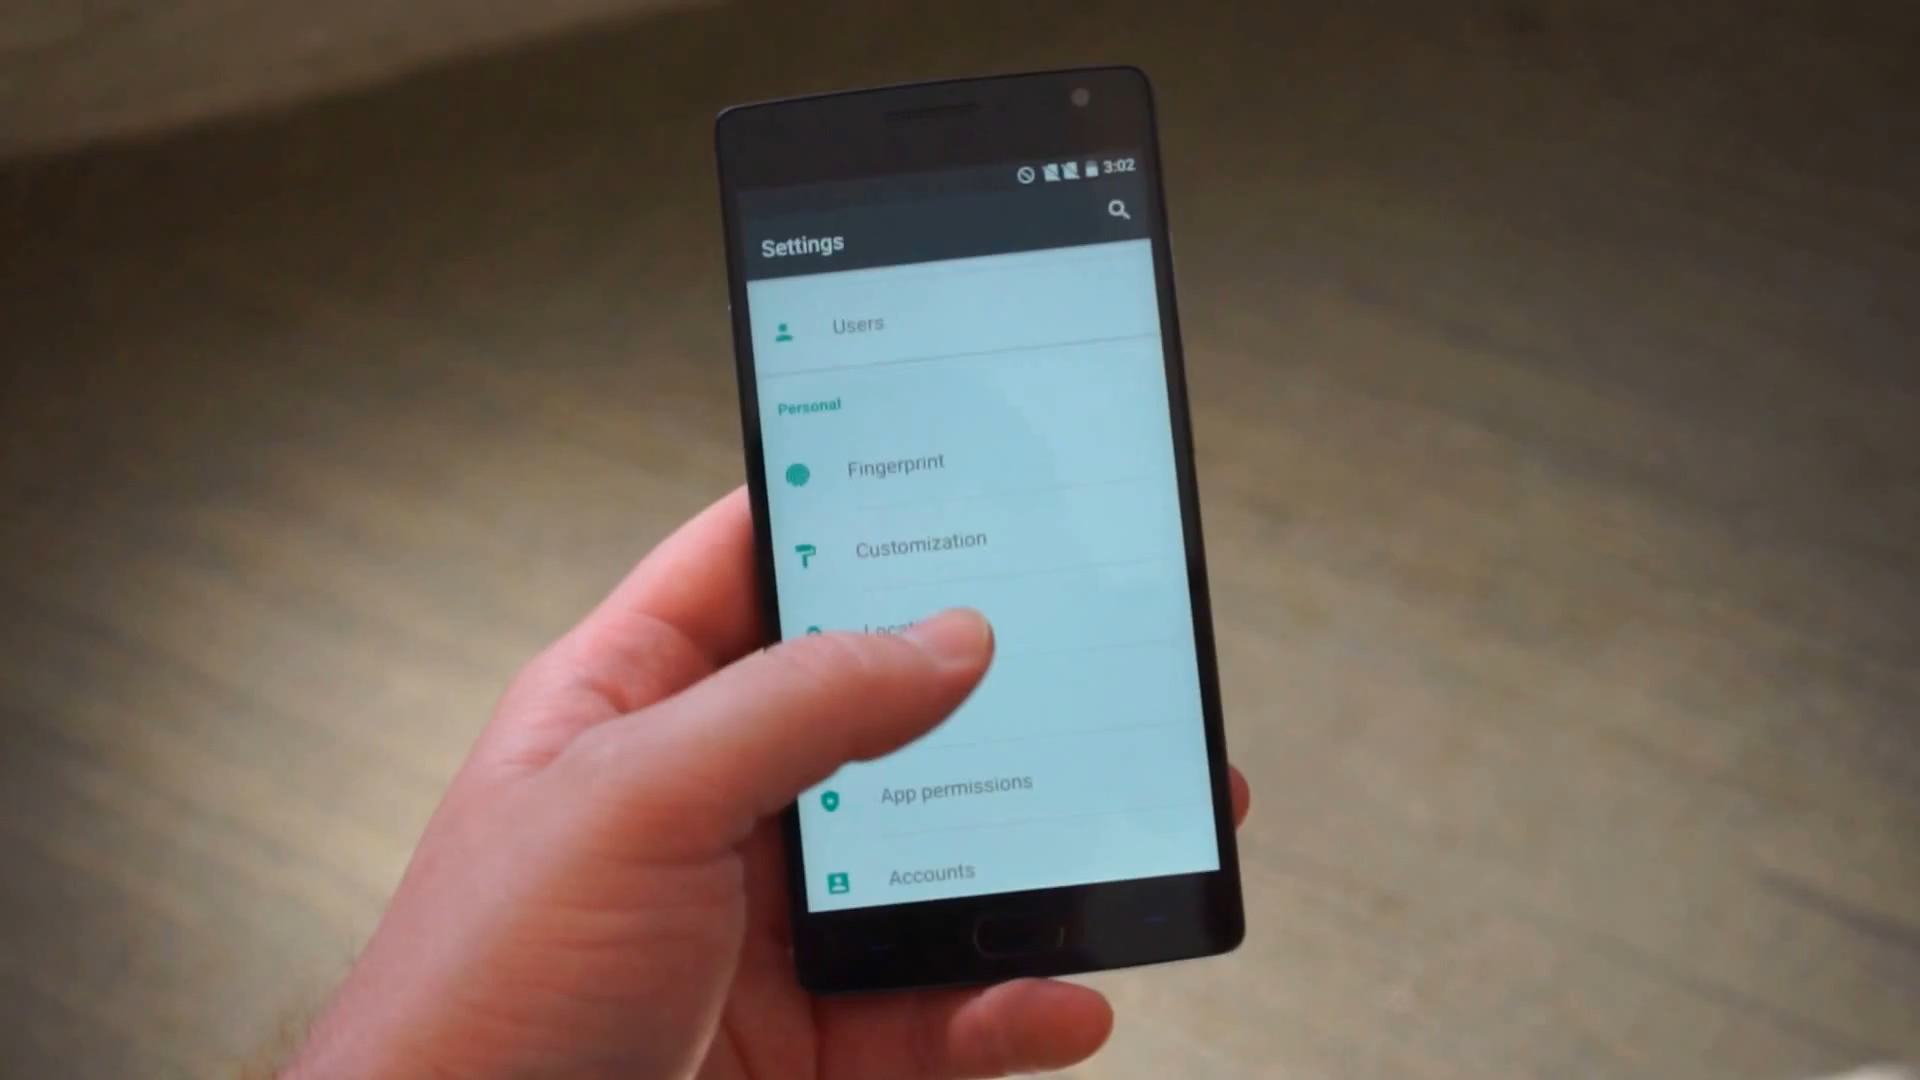 3:02
Settings
Users
Personal
Fingerprint
Customization
App permissions
Accounts